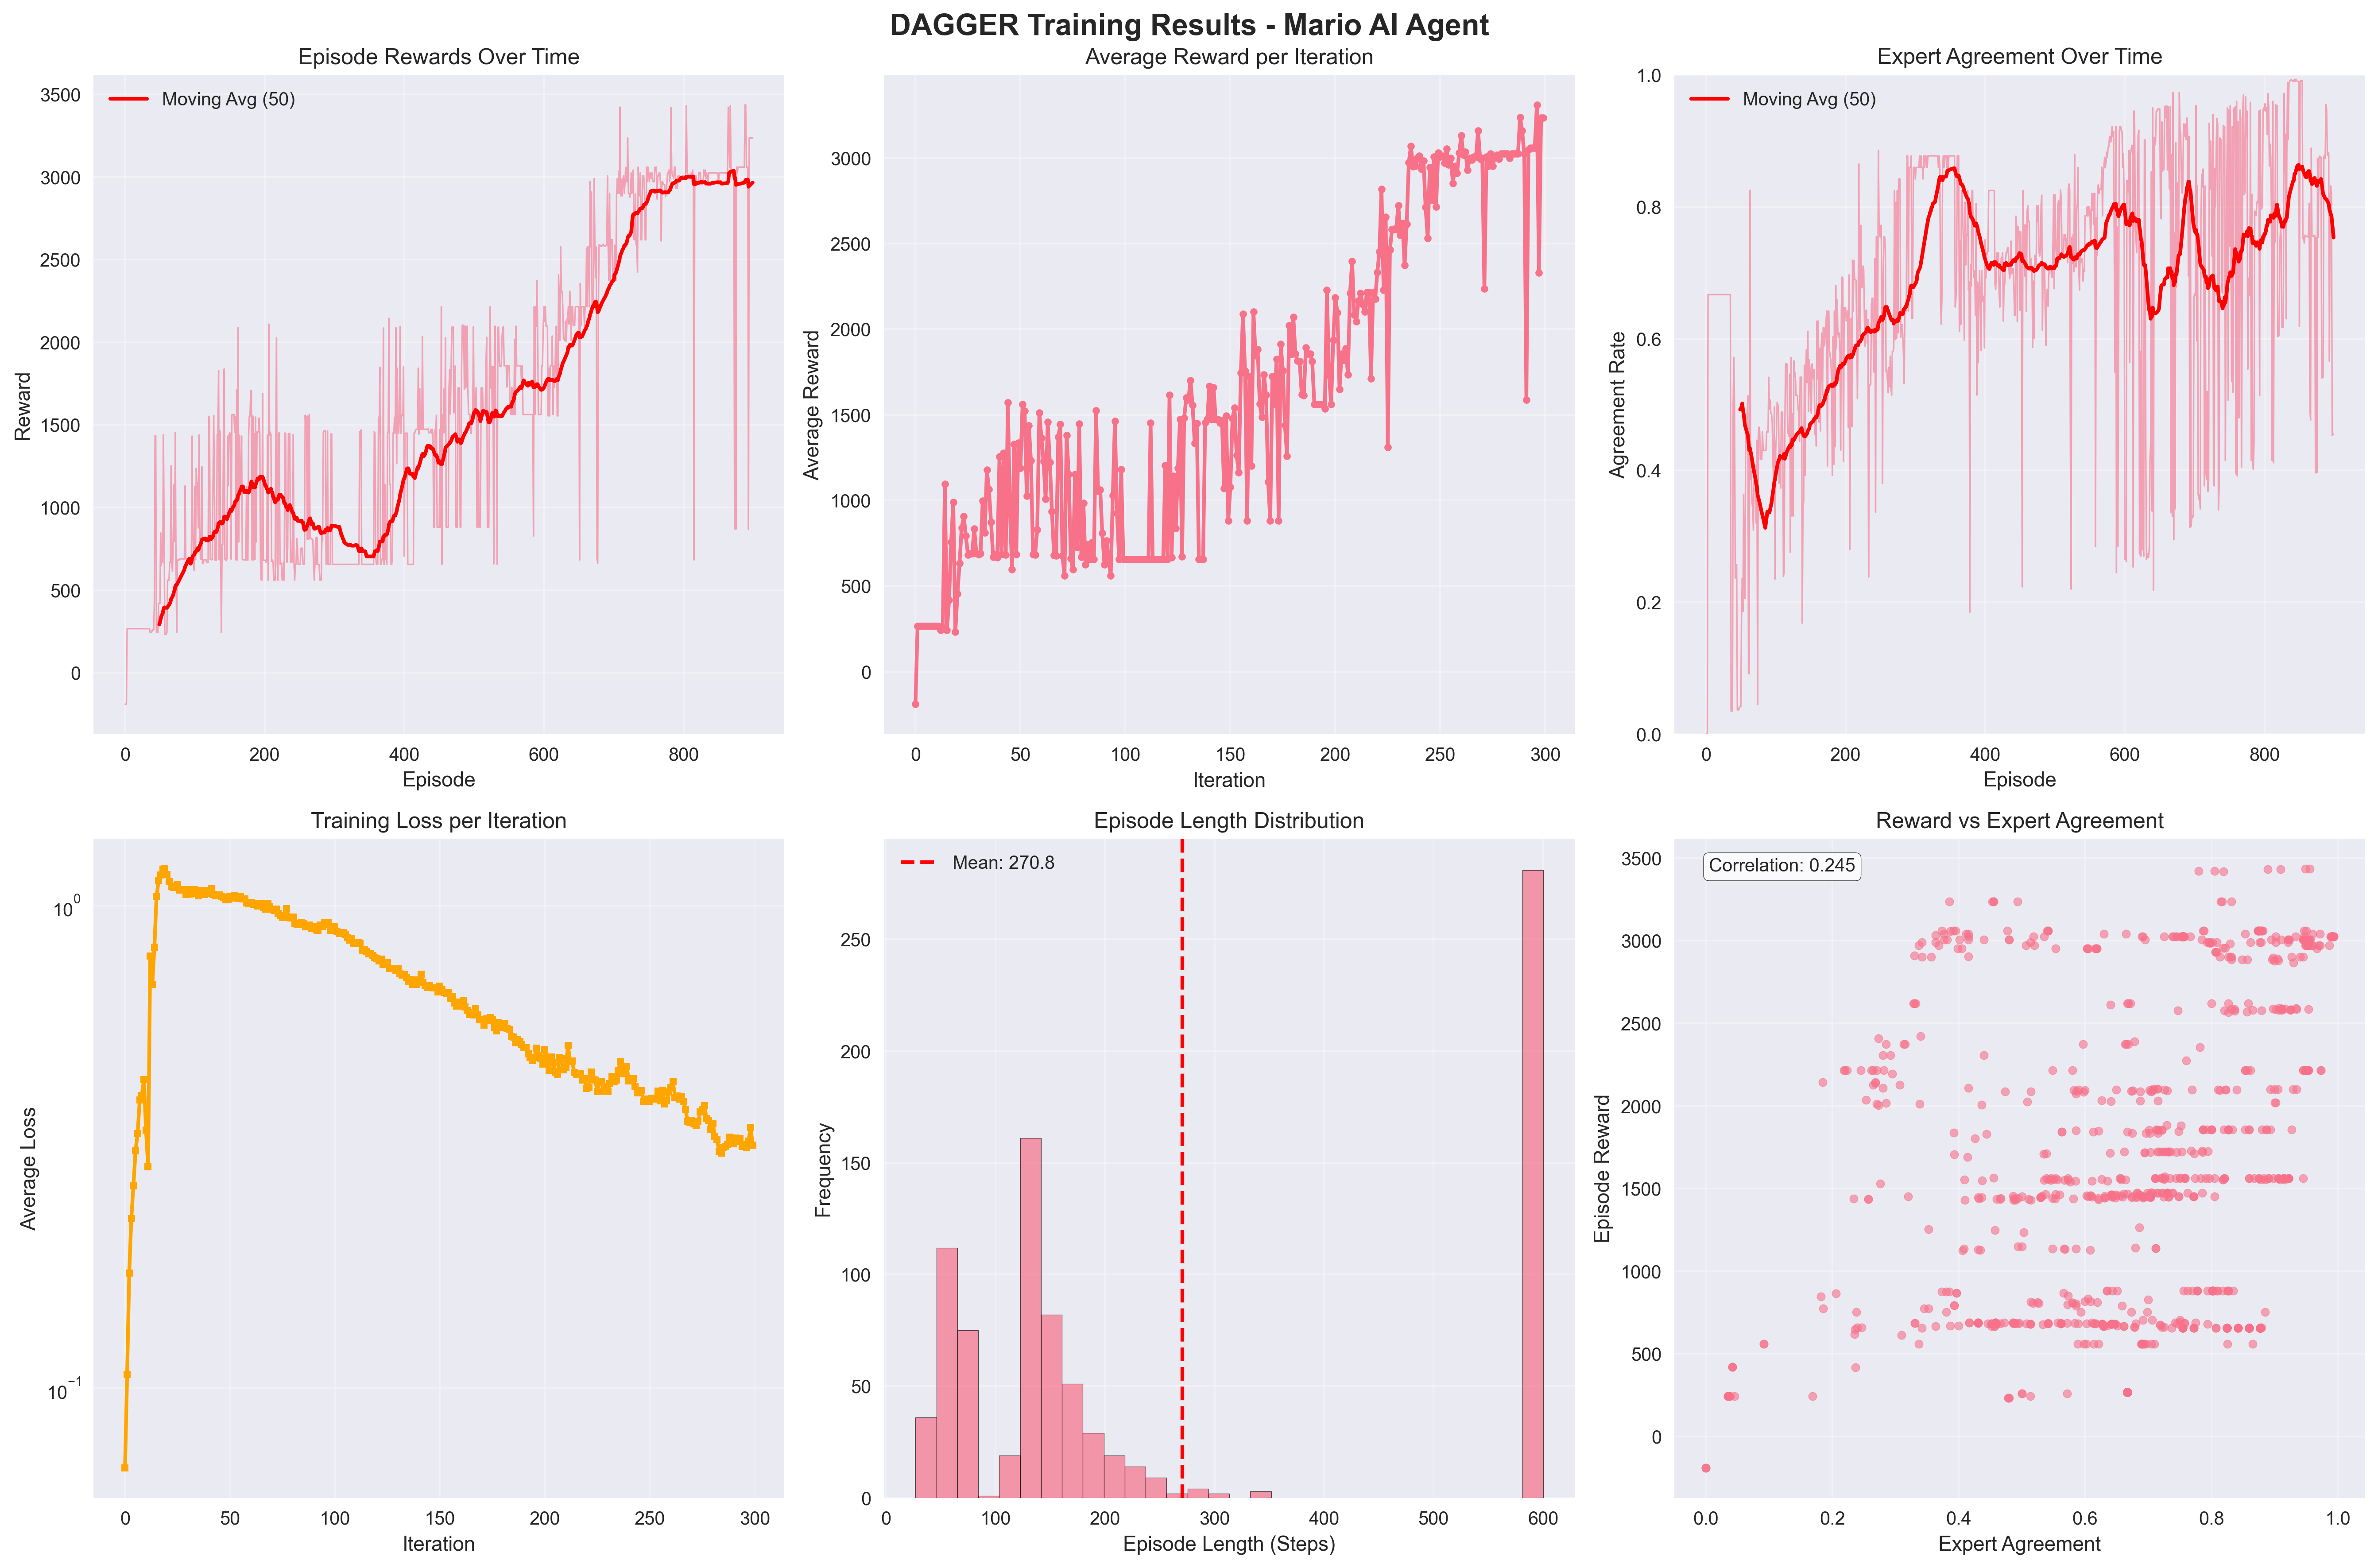 DAGGER Training Results - Mario AI Agent
Episode Rewards Over Time
Moving Avg (50)
3500
3000
2500
2000
1500
1000
500
0
Reward
0 200 400 600 800
Episode
Average Reward per Iteration
3000
2500
2000
1500
1000
500
0
Average Reward
0 50 100 150 200 250 300
Iteration
Expert Agreement Over Time
Moving Avg (50)
1.0
0.8
0.6
0.4
0.2
0.0
Agreement Rate
0 200 400 600 800
Episode
Training Loss per Iteration
10⁰
10⁻¹
Average Loss
0 50 100 150 200 250 300
Iteration
Episode Length Distribution
Mean: 270.8
250
200
150
100
50
0
Frequency
0 100 200 300 400 500 600
Episode Length (Steps)
Reward vs Expert Agreement
Correlation: 0.245
3500
3000
2500
2000
1500
1000
500
0
Episode Reward
0.0 0.2 0.4 0.6 0.8 1.0
Expert Agreement